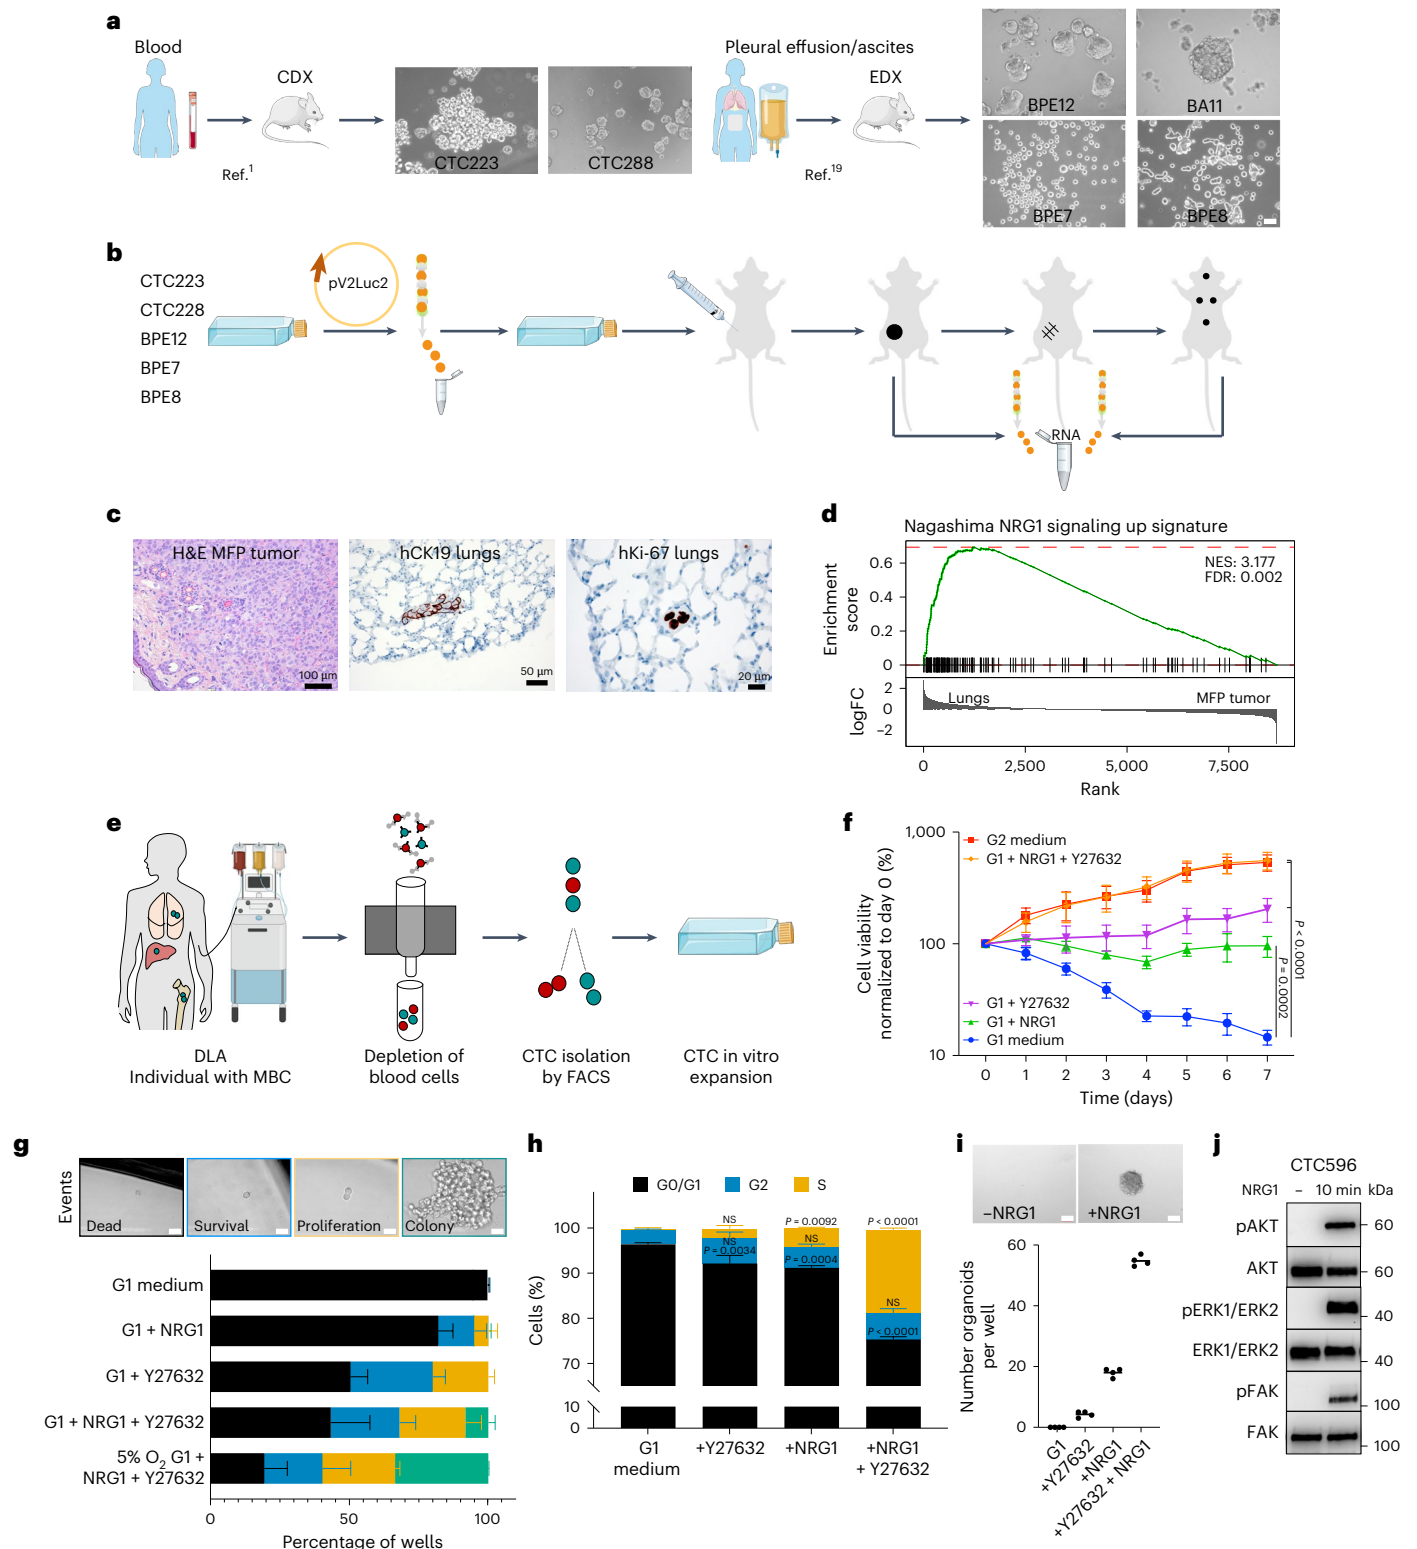 a
Blood
CDX
Ref.1
CTC223
CTC288
Pleural effusion/ascites
EDX
Ref.19
BPE12
BA11
BPE7
BPE8
b
CTC223
CTC228
BPE12
BPE7
BPE8
pV2Luc2
RNA
c
H&E MFP tumor
100 µm
hCK19 lungs
50 µm
hKi-67 lungs
20 µm
d
Nagashima NRG1 signaling up signature
NES: 3.177
FDR: 0.002
Enrichment
score
0.6
0.4
0.2
0
logFC
2
0
–2
Lungs
MFP tumor
0
2,500
5,000
7,500
Rank
e
DLA
Individual with MBC
Depletion of
blood cells
CTC isolation
by FACS
CTC in vitro
expansion
f
Cell viability
normalized to day 0 (%)
1,000
100
10
G2 medium
G1 + NRG1 + Y27632
G1 + Y27632
G1 + NRG1
G1 medium
P < 0.0001
P = 0.0002
0
1
2
3
4
5
6
7
Time (days)
g
Events
Dead
Survival
Proliferation
Colony
G1 medium
G1 + NRG1
G1 + Y27632
G1 + NRG1 + Y27632
5% O2 G1 +
NRG1 + Y27632
0
50
100
Percentage of wells
h
G0/G1
G2
S
Cells (%)
100
90
80
70
10
0
NS
NS
P = 0.0034
P = 0.0092
NS
P = 0.0004
P < 0.0001
NS
P < 0.0001
G1
medium
+Y27632
+NRG1
+NRG1
+ Y27632
i
–NRG1
+NRG1
Number organoids
per well
60
40
20
0
G1
+Y27632
+NRG1
+Y27632 + NRG1
j
CTC596
NRG1
–
10 min
kDa
pAKT
60
AKT
60
pERK1/ERK2
40
ERK1/ERK2
40
pFAK
100
FAK
100